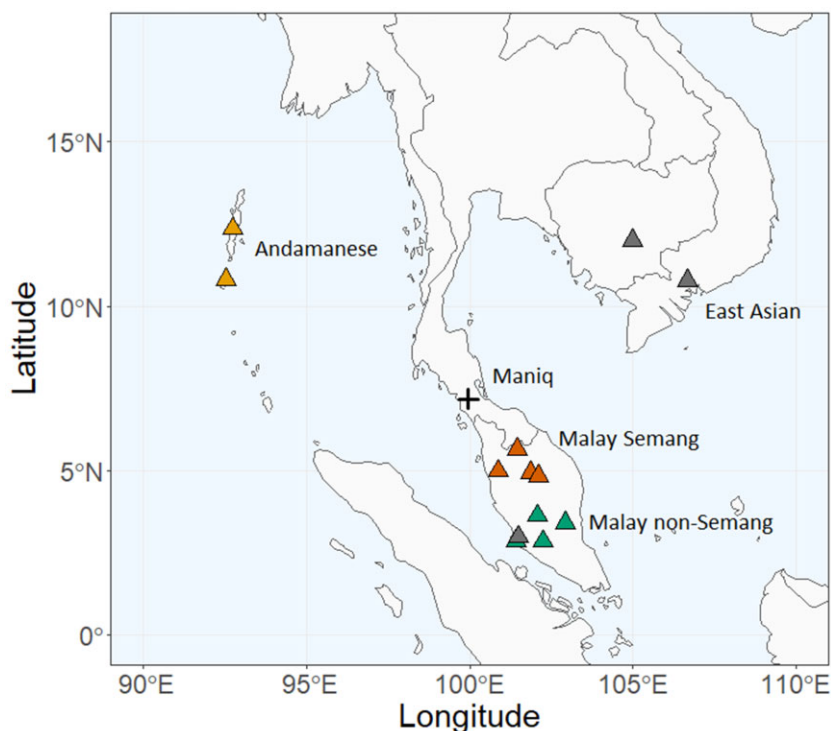 15°N
Andamanese
10°N
East Asian
Maniq
Malay Semang
5°N
Malay non-Semang
0°
90°E 95°E 100°E 105°E 110°E
Longitude
Latitude